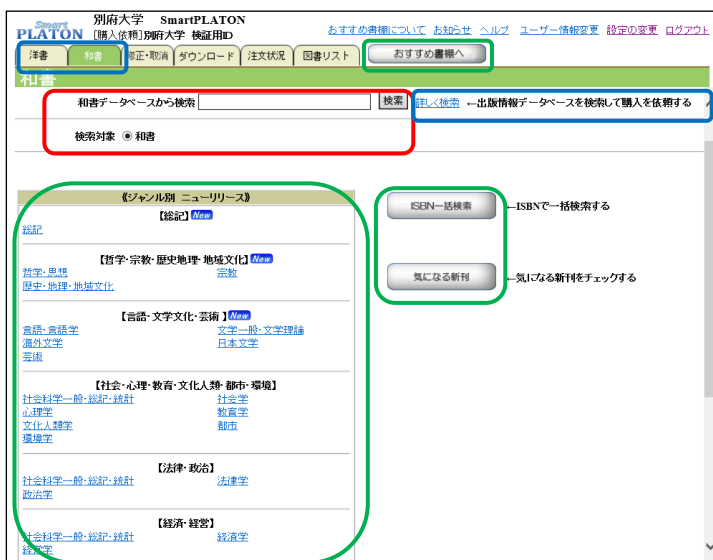 別府大学 SmartPLATON
Smart PLATON [購入依頼]別府大学 検証用ID
おすすめ書棚について お知らせ ヘルプ ユーザー情報変更 設定の変更 ログアウト
洋書 和書 修正・取消 ダウンロード 注文状況 図書リスト おすすめ書棚へ
和書
和書データベースから検索 検索 詳しく検索 ←出版情報データベースを検索して購入を依頼する
検索対象 和書
《ジャンル別 ニューリリース》
【総記】 New
総記
【哲学・宗教・歴史地理・地域文化】 New
哲学・思想 宗教
歴史・地理・地域文化
【言語・文学文化・芸術 】 New
言語・言語学 文学一般・文学理論
海外文学 日本文学
芸術
【社会・心理・教育・文化人類・都市・環境】
社会科学一般・総記・統計 社会学
心理学 教育学
文化人類学 都市
環境学
【法律・政治】
社会科学一般・総記・統計 法律学
政治学
【経済・経営】
社会科学一般・総記・統計 経済学
経営学
ISBN一括検索 ←ISBNで一括検索する
気になる新刊 ←気になる新刊をチェックする